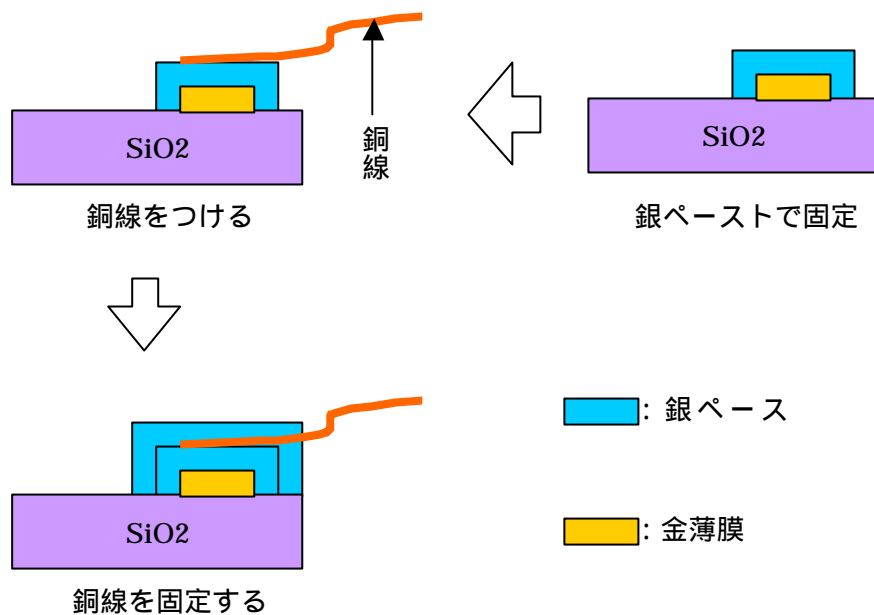 SiO2
銅線
銅線をつける
SiO2
銀ペーストで固定
SiO2
銅線を固定する
: 銀ペース
: 金薄膜